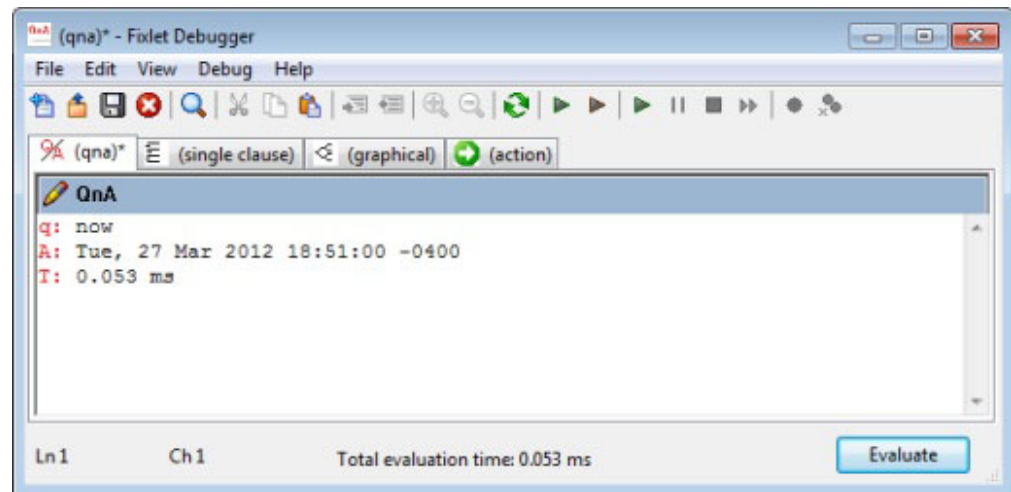 QnA (qna)* - Fixlet Debugger
File Edit View Debug Help
(qna)* (single clause) (graphical) (action)
QnA
q: now
A: Tue, 27 Mar 2012 18:51:00 -0400
T: 0.053 ms
Ln 1 Ch 1 Total evaluation time: 0.053 ms Evaluate